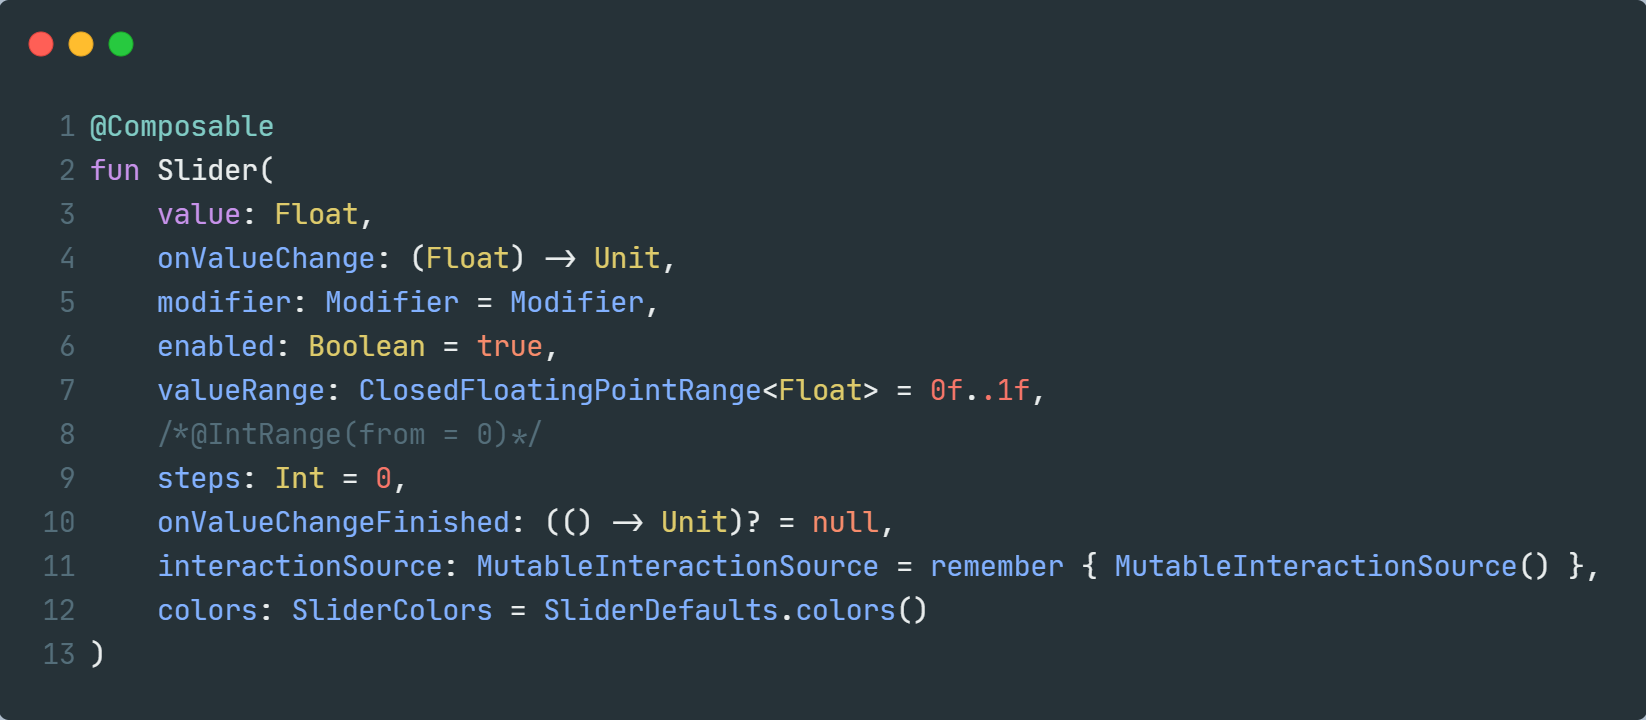 1 @Composable
2 fun Slider(
3     value: Float,
4     onValueChange: (Float) -> Unit,
5     modifier: Modifier = Modifier,
6     enabled: Boolean = true,
7     valueRange: ClosedFloatingPointRange<Float> = 0f..1f,
8     /*@IntRange(from = 0)*/
9     steps: Int = 0,
10     onValueChangeFinished: (() -> Unit)? = null,
11     interactionSource: MutableInteractionSource = remember { MutableInteractionSource() },
12     colors: SliderColors = SliderDefaults.colors()
13 )